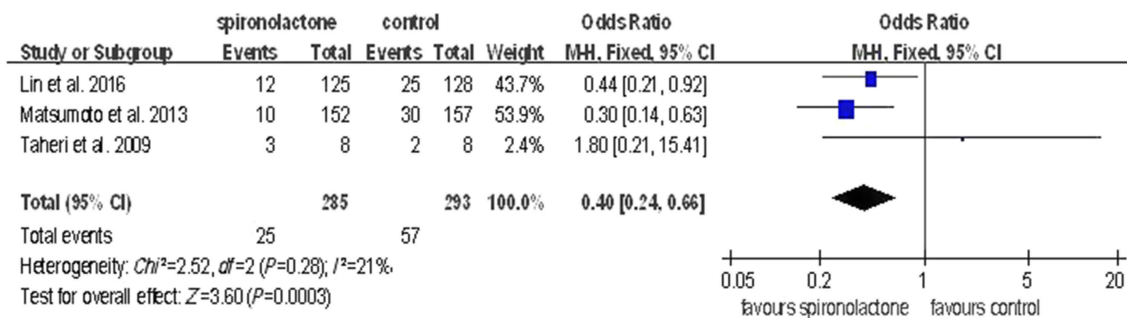 spironolactone control Odds Ratio Odds Ratio
Study or Subgroup Events Total Events Total Weight M-H, Fixed, 95% CI M-H, Fixed, 95% CI
Lin et al. 2016 12 125 25 128 43.7% 0.44 [0.21, 0.92]
Matsumoto et al. 2013 10 152 30 157 53.9% 0.30 [0.14, 0.63]
Taheri et al. 2009 3 8 2 8 2.4% 1.80 [0.21, 15.41]
Total (95% CI) 285 293 100.0% 0.40 [0.24, 0.66]
Total events 25 57
Heterogeneity: Chi²=2.52, df=2 (P=0.28); I²=21%
Test for overall effect: Z=3.60 (P=0.0003)
0.05 0.2 1 5 20
favours spironolactone favours control